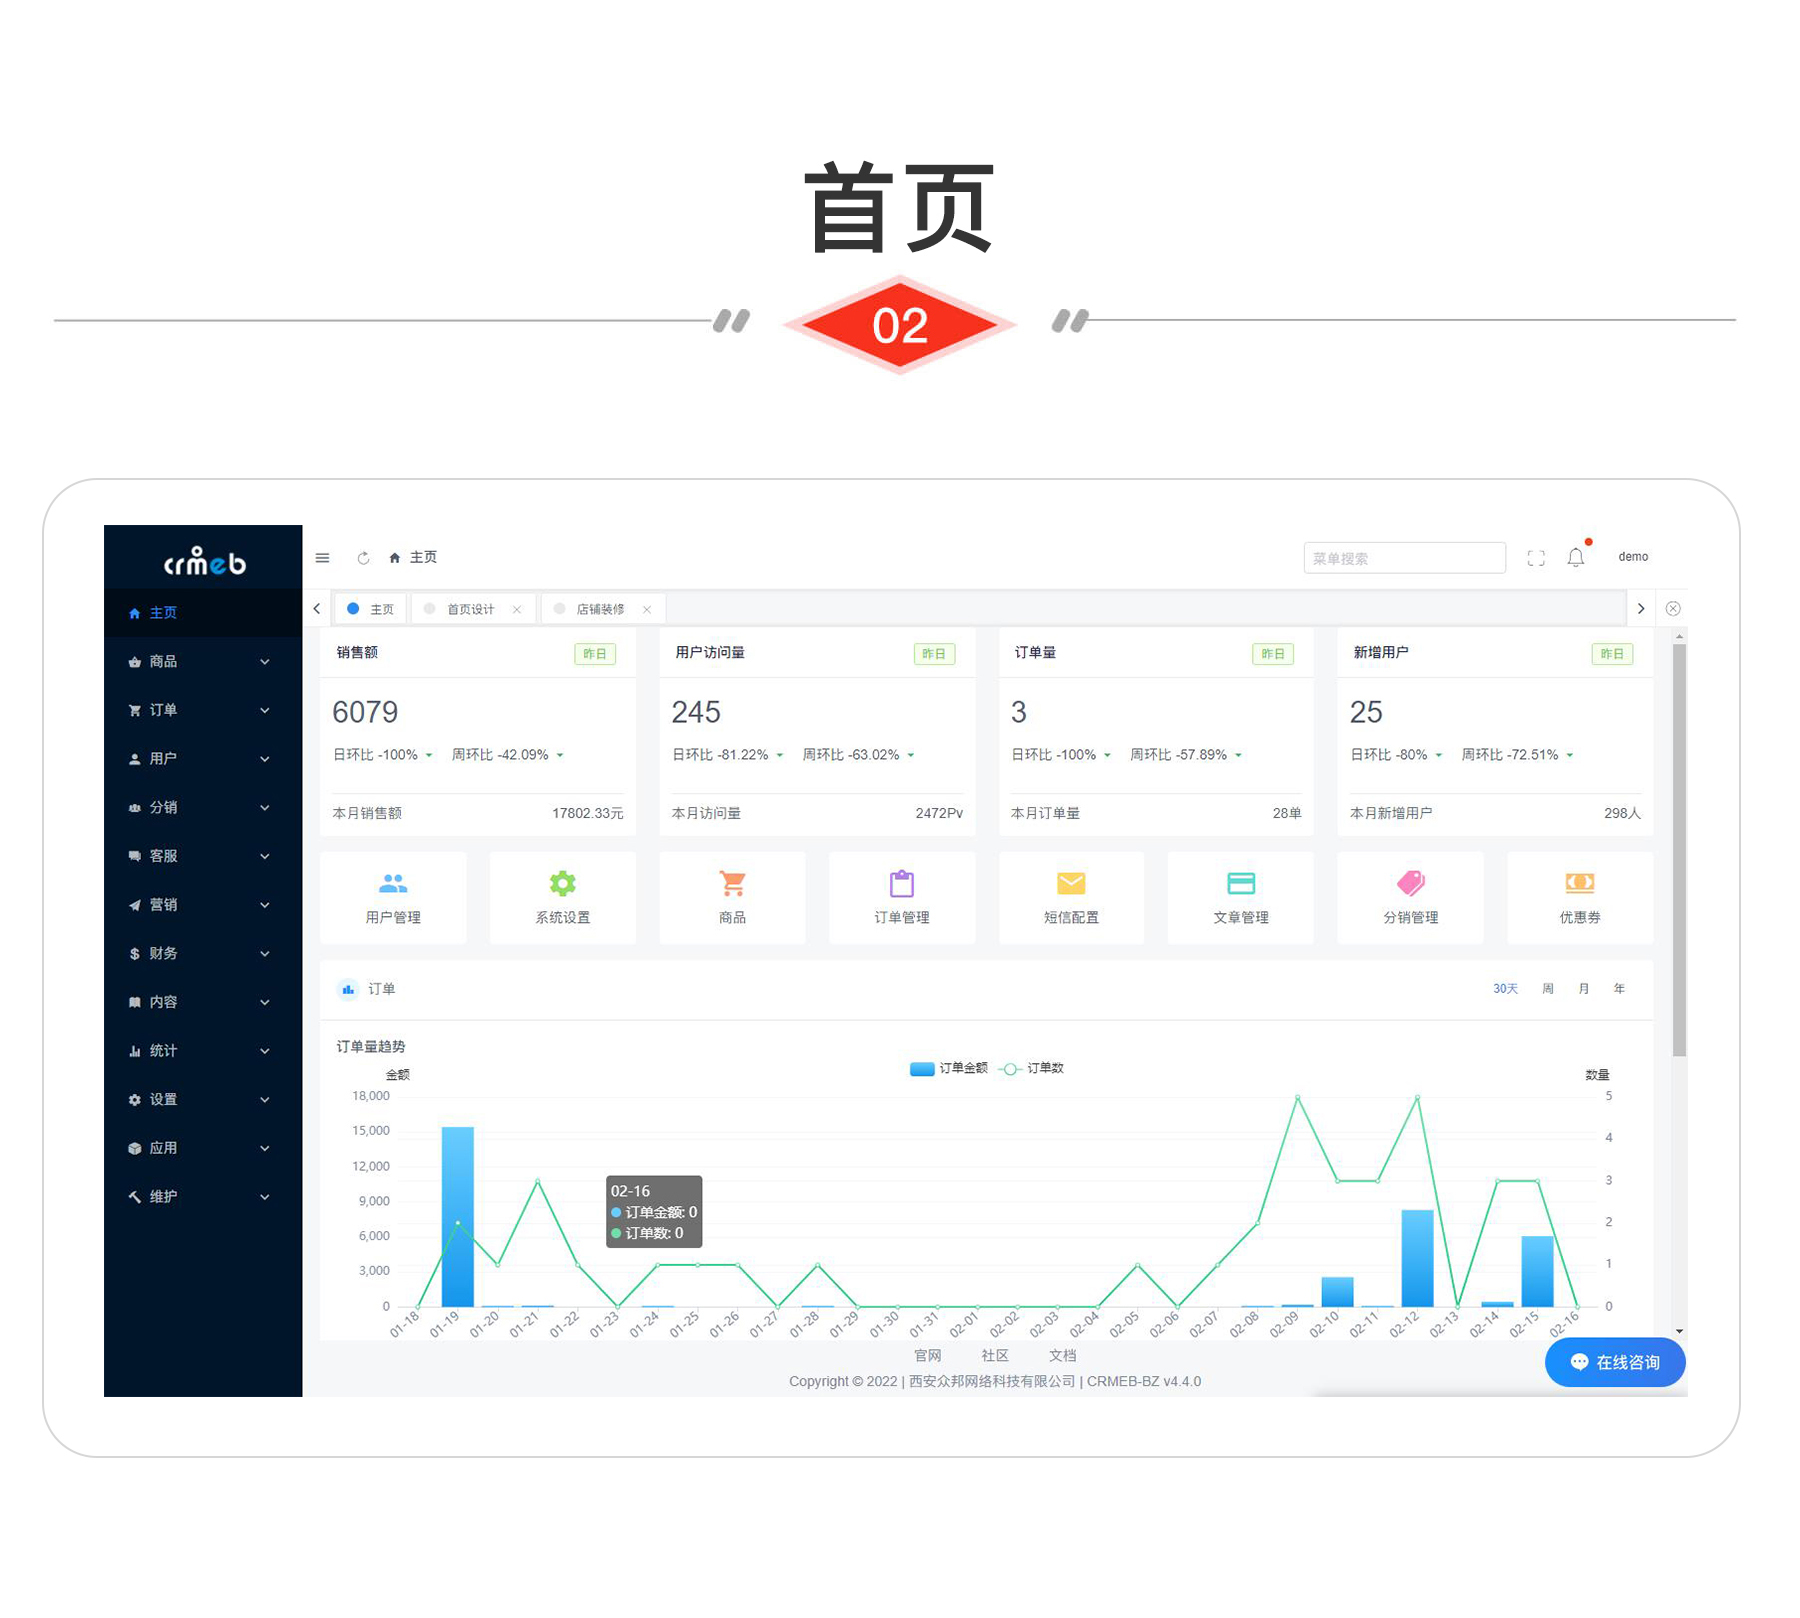 首页
02
crmeb
主页
菜单搜索
demo
主页
首页设计
店铺装修
主页
商品
订单
用户
分销
客服
营销
财务
内容
统计
设置
应用
维护
销售额 昨日
6079
日环比 -100% 周环比 -42.09%
本月销售额 17802.33元
用户访问量 昨日
245
日环比 -81.22% 周环比 -63.02%
本月访问量 2472Pv
订单量 昨日
3
日环比 -100% 周环比 -57.89%
本月订单量 28单
新增用户 昨日
25
日环比 -80% 周环比 -72.51%
本月新增用户 298人
用户管理 系统设置 商品 订单管理 短信配置 文章管理 分销管理 优惠券
订单 30天 周 月 年
订单量趋势
订单金额 订单数
金额 数量
18,000
15,000
12,000
9,000
6,000
3,000
0
5
4
3
2
1
0
02-16
订单金额: 0
订单数: 0
01-18 01-19 01-20 01-21 01-22 01-23 01-24 01-25 01-26 01-27 01-28 01-29 01-30 01-31 02-01 02-02 02-03 02-04 02-05 02-06 02-07 02-08 02-09 02-10 02-11 02-12 02-13 02-14 02-15 02-16
官网 社区 文档
在线咨询
Copyright © 2022 | 西安众邦网络科技有限公司 | CRMEB-BZ v4.4.0